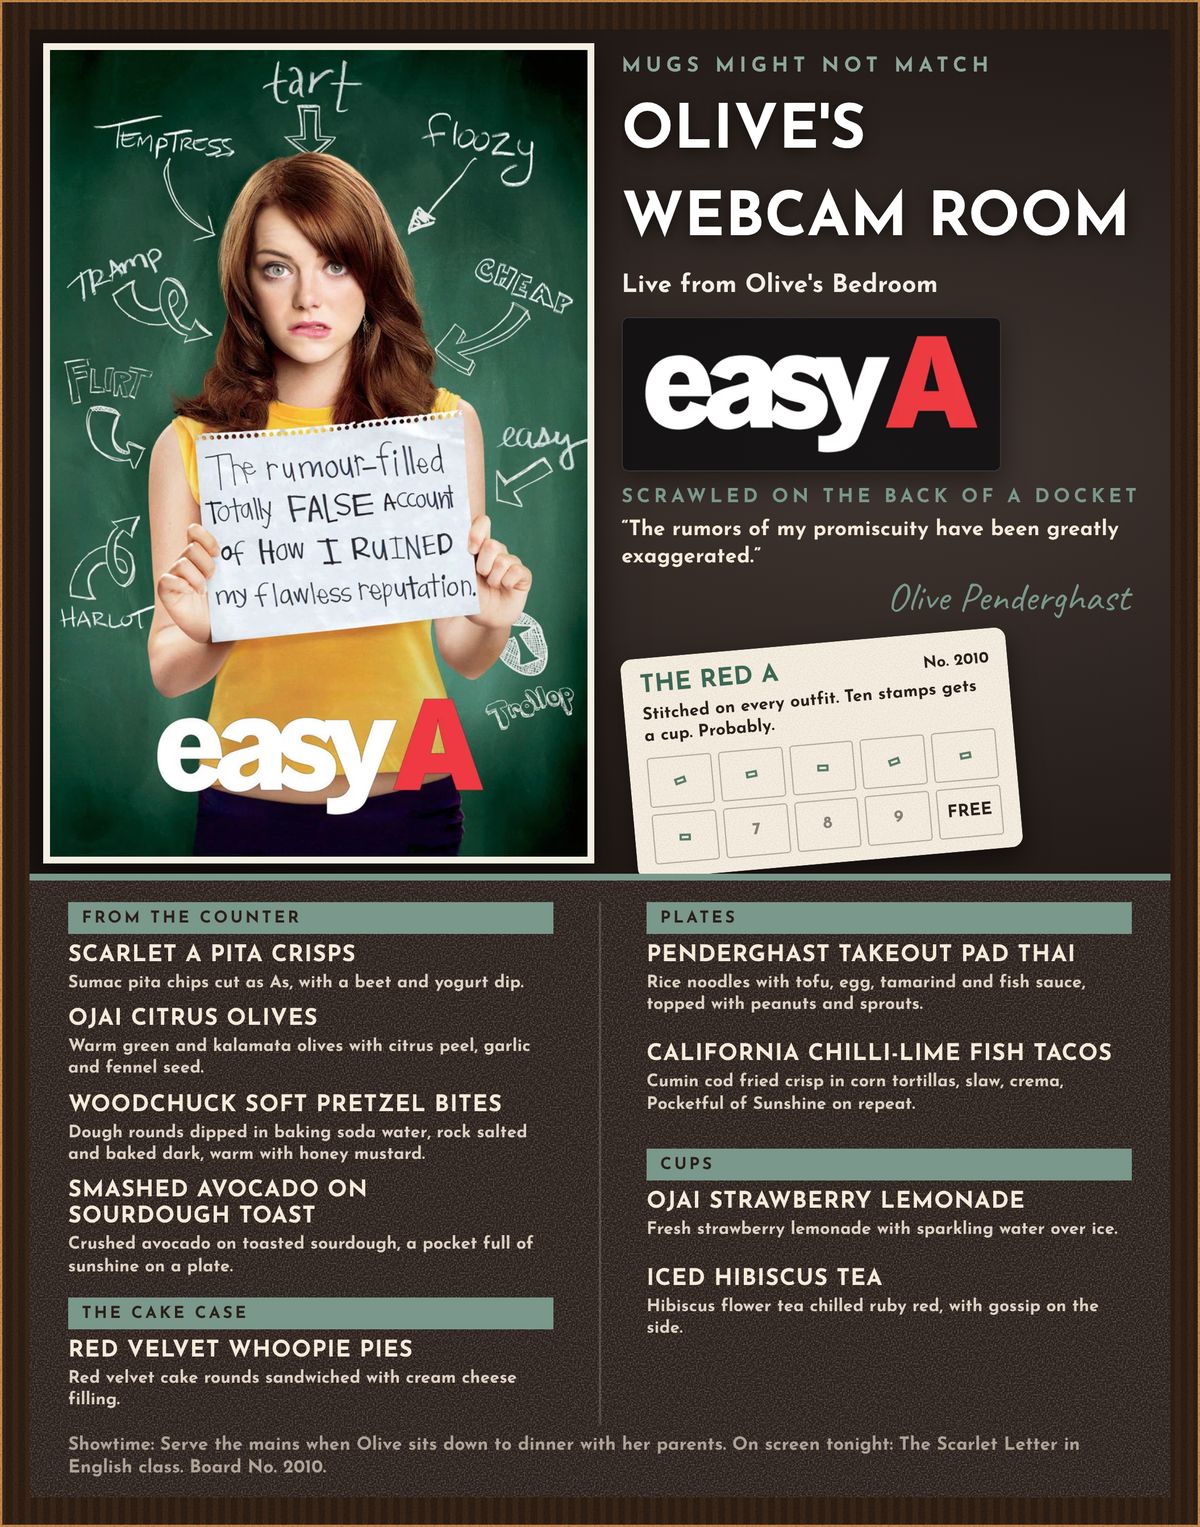 tart
TEMPTRESS
floozy
TRAMP
CHEAP
FLIRT
easy
The rumour-filled
Totally FALSE Account
of How I RUINED
my flawless reputation.
HARLOT
Trollop
easy A
MUGS MIGHT NOT MATCH
OLIVE'S
WEBCAM ROOM
Live from Olive's Bedroom
easy A
SCRAWLED ON THE BACK OF A DOCKET
"The rumors of my promiscuity have been greatly
exaggerated."
Olive Penderghast
THE RED A
No. 2010
Stitched on every outfit. Ten stamps gets
a cup. Probably.
7 8 9 FREE
FROM THE COUNTER
SCARLET A PITA CRISPS
Sumac pita chips cut as As, with a beet and yogurt dip.
OJAI CITRUS OLIVES
Warm green and kalamata olives with citrus peel, garlic
and fennel seed.
WOODCHUCK SOFT PRETZEL BITES
Dough rounds dipped in baking soda water, rock salted
and baked dark, warm with honey mustard.
SMASHED AVOCADO ON
SOURDOUGH TOAST
Crushed avocado on toasted sourdough, a pocket full of
sunshine on a plate.
THE CAKE CASE
RED VELVET WHOOPIE PIES
Red velvet cake rounds sandwiched with cream cheese
filling.
PLATES
PENDERGHAST TAKEOUT PAD THAI
Rice noodles with tofu, egg, tamarind and fish sauce,
topped with peanuts and sprouts.
CALIFORNIA CHILLI-LIME FISH TACOS
Cumin cod fried crisp in corn tortillas, slaw, crema,
Pocketful of Sunshine on repeat.
CUPS
OJAI STRAWBERRY LEMONADE
Fresh strawberry lemonade with sparkling water over ice.
ICED HIBISCUS TEA
Hibiscus flower tea chilled ruby red, with gossip on the
side.
Showtime: Serve the mains when Olive sits down to dinner with her parents. On screen tonight: The Scarlet Letter in
English class. Board No. 2010.